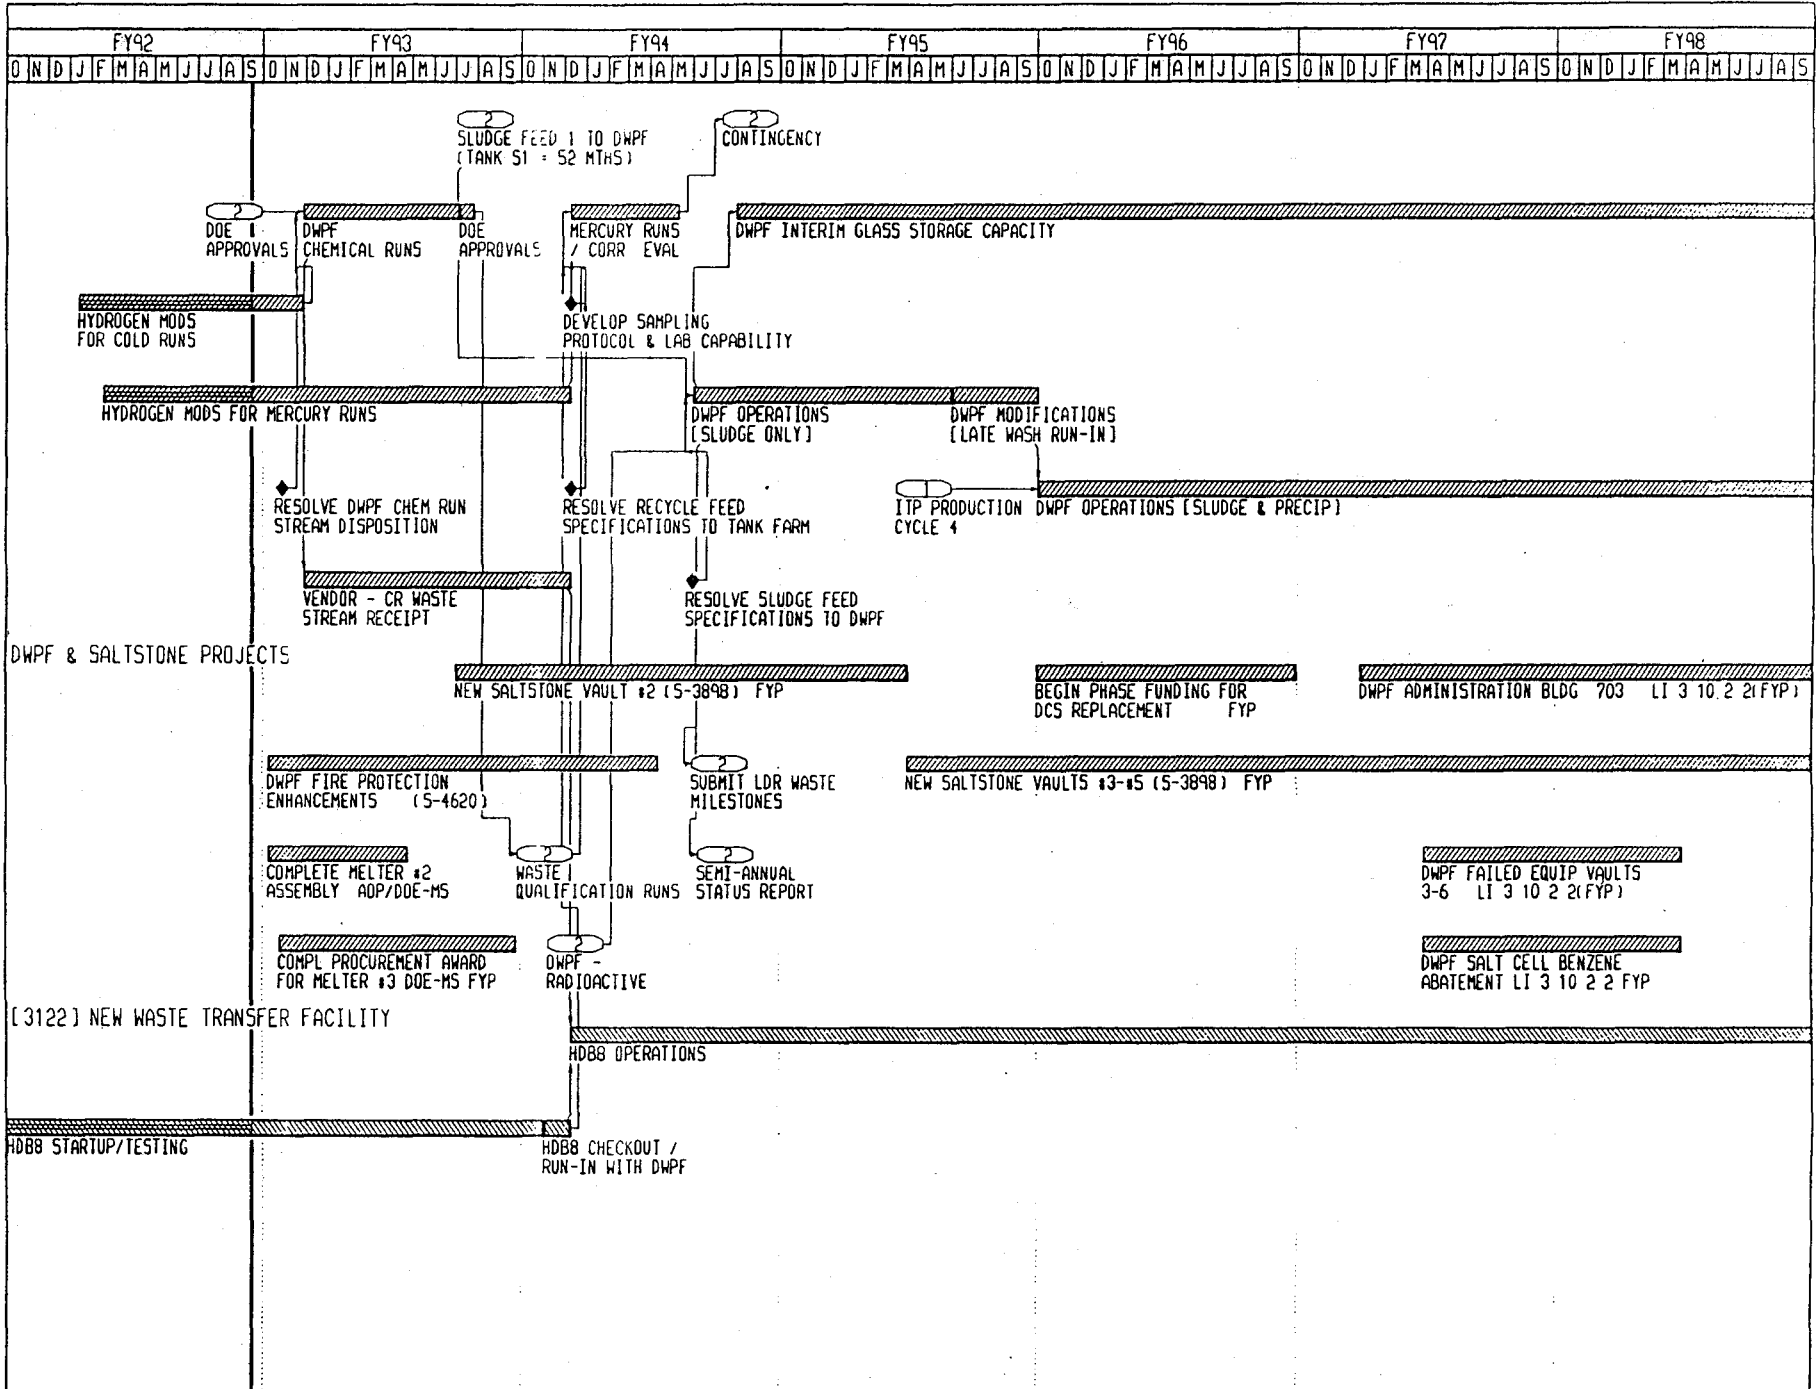 FY92 FY93 FY94 FY95 FY96 FY97 FY98
O N D J F M A M J J A S O N D J F M A M J J A S O N D J F M A M J J A S O N D J F M A M J J A S O N D J F M A M J J A S O N D J F M A M J J A S O N D J F M A M J J A S
2
SLUDGE FEED 1 TO DWPF
(TANK 51 = 52 MTHS)
2
CONTINGENCY
2
DOE
APPROVALS
DWPF
CHEMICAL RUNS
DOE
APPROVALS
MERCURY RUNS
/ CORR EVAL
DWPF INTERIM GLASS STORAGE CAPACITY
HYDROGEN MODS
FOR COLD RUNS
DEVELOP SAMPLING
PROTOCOL & LAB CAPABILITY
HYDROGEN MODS FOR MERCURY RUNS
DWPF OPERATIONS
[SLUDGE ONLY]
DWPF MODIFICATIONS
[LATE WASH RUN-IN]
RESOLVE DWPF CHEM RUN
STREAM DISPOSITION
RESOLVE RECYCLE FEED
SPECIFICATIONS TO TANK FARM
1
ITP PRODUCTION
CYCLE 4
DWPF OPERATIONS [SLUDGE & PRECIP]
VENDOR - CR WASTE
STREAM RECEIPT
RESOLVE SLUDGE FEED
SPECIFICATIONS TO DWPF
DWPF & SALTSTONE PROJECTS
NEW SALTSTONE VAULT #2 (S-3898) FYP
BEGIN PHASE FUNDING FOR
DCS REPLACEMENT FYP
DWPF ADMINISTRATION BLDG 703 LI 3 10.2 2(FYP)
DWPF FIRE PROTECTION
ENHANCEMENTS (S-4620)
2
SUBMIT LDR WASTE
MILESTONES
NEW SALTSTONE VAULTS #3-#5 (S-3898) FYP
COMPLETE MELTER #2
ASSEMBLY AOP/DOE-MS
2
WASTE
QUALIFICATION RUNS
2
SEMI-ANNUAL
STATUS REPORT
DWPF FAILED EQUIP VAULTS
3-6 LI 3 10 2 2(FYP)
COMPL PROCUREMENT AWARD
FOR MELTER #3 DOE-MS FYP
2
DWPF -
RADIOACTIVE
DWPF SALT CELL BENZENE
ABATEMENT LI 3 10 2 2 FYP
[3122] NEW WASTE TRANSFER FACILITY
HDB8 OPERATIONS
HDB8 STARTUP/TESTING
HDB8 CHECKOUT /
RUN-IN WITH DWPF